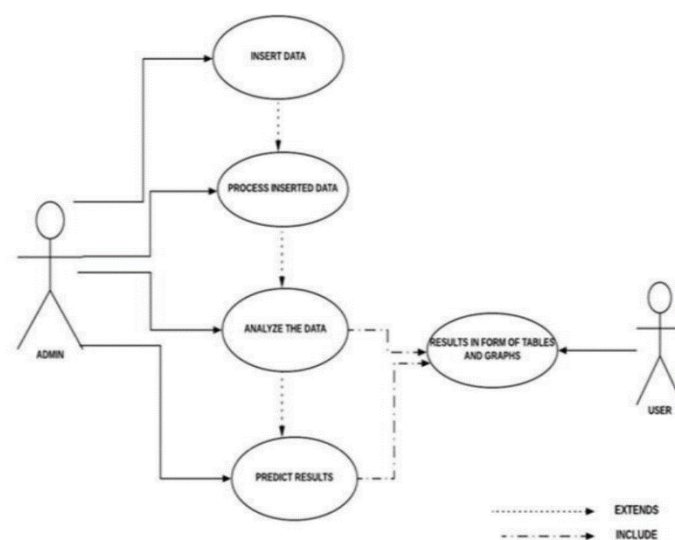 INSERT DATA
PROCESS INSERTED DATA
ADMIN
ANALYZE THE DATA
RESULTS IN FORM OF TABLES
AND GRAPHS
USER
PREDICT RESULTS
EXTENDS
INCLUDE